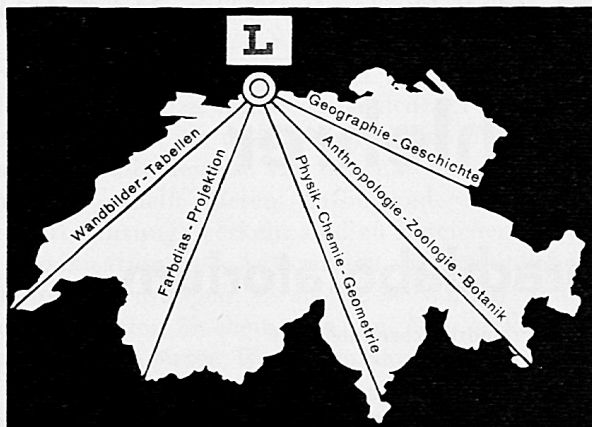 L
Wandbilder-Tabellen
Farbdias-Projektion
Physik-Chemie-Geometrie
Anthropologie-Zoologie-Botanik
Geographie-Geschichte